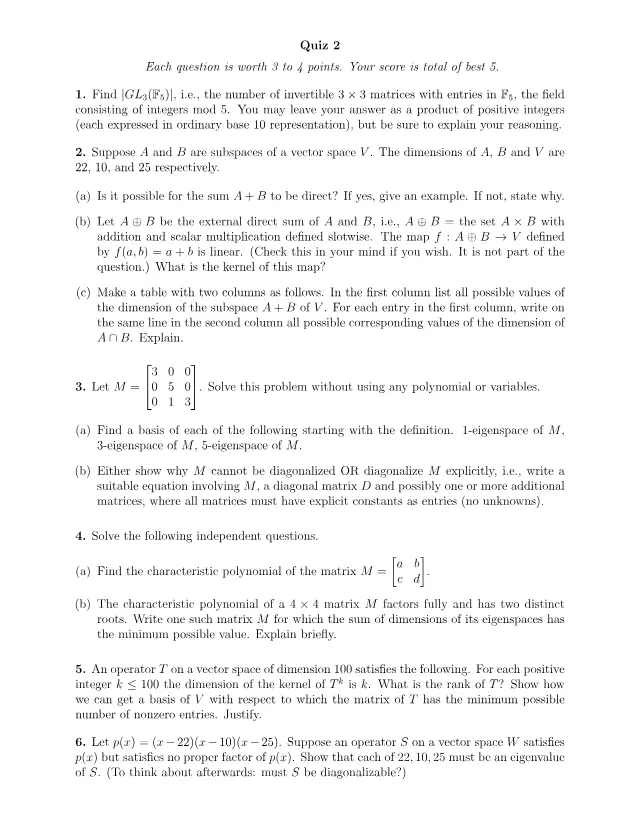 Quiz 2
Each question is worth 3 to 4 points. Your score is total of best 5.
1. Find |GL₃(𝔽₅)|, i.e., the number of invertible 3 × 3 matrices with entries in 𝔽₅, the field
consisting of integers mod 5. You may leave your answer as a product of positive integers
(each expressed in ordinary base 10 representation), but be sure to explain your reasoning.
2. Suppose A and B are subspaces of a vector space V. The dimensions of A, B and V are
22, 10, and 25 respectively.
(a) Is it possible for the sum A + B to be direct? If yes, give an example. If not, state why.
(b) Let A ⊕ B be the external direct sum of A and B, i.e., A ⊕ B = the set A × B with
addition and scalar multiplication defined slotwise. The map f : A ⊕ B → V defined
by f(a, b) = a + b is linear. (Check this in your mind if you wish. It is not part of the
question.) What is the kernel of this map?
(c) Make a table with two columns as follows. In the first column list all possible values of
the dimension of the subspace A + B of V. For each entry in the first column, write on
the same line in the second column all possible corresponding values of the dimension of
A ∩ B. Explain.
3. Let M = [3 0 0; 0 5 0; 0 1 3]. Solve this problem without using any polynomial or variables.
(a) Find a basis of each of the following starting with the definition. 1-eigenspace of M,
3-eigenspace of M, 5-eigenspace of M.
(b) Either show why M cannot be diagonalized OR diagonalize M explicitly, i.e., write a
suitable equation involving M, a diagonal matrix D and possibly one or more additional
matrices, where all matrices must have explicit constants as entries (no unknowns).
4. Solve the following independent questions.
(a) Find the characteristic polynomial of the matrix M = [a b; c d].
(b) The characteristic polynomial of a 4 × 4 matrix M factors fully and has two distinct
roots. Write one such matrix M for which the sum of dimensions of its eigenspaces has
the minimum possible value. Explain briefly.
5. An operator T on a vector space of dimension 100 satisfies the following. For each positive
integer k ≤ 100 the dimension of the kernel of Tᵏ is k. What is the rank of T? Show how
we can get a basis of V with respect to which the matrix of T has the minimum possible
number of nonzero entries. Justify.
6. Let p(x) = (x − 22)(x − 10)(x − 25). Suppose an operator S on a vector space W satisfies
p(x) but satisfies no proper factor of p(x). Show that each of 22, 10, 25 must be an eigenvalue
of S. (To think about afterwards: must S be diagonalizable?)